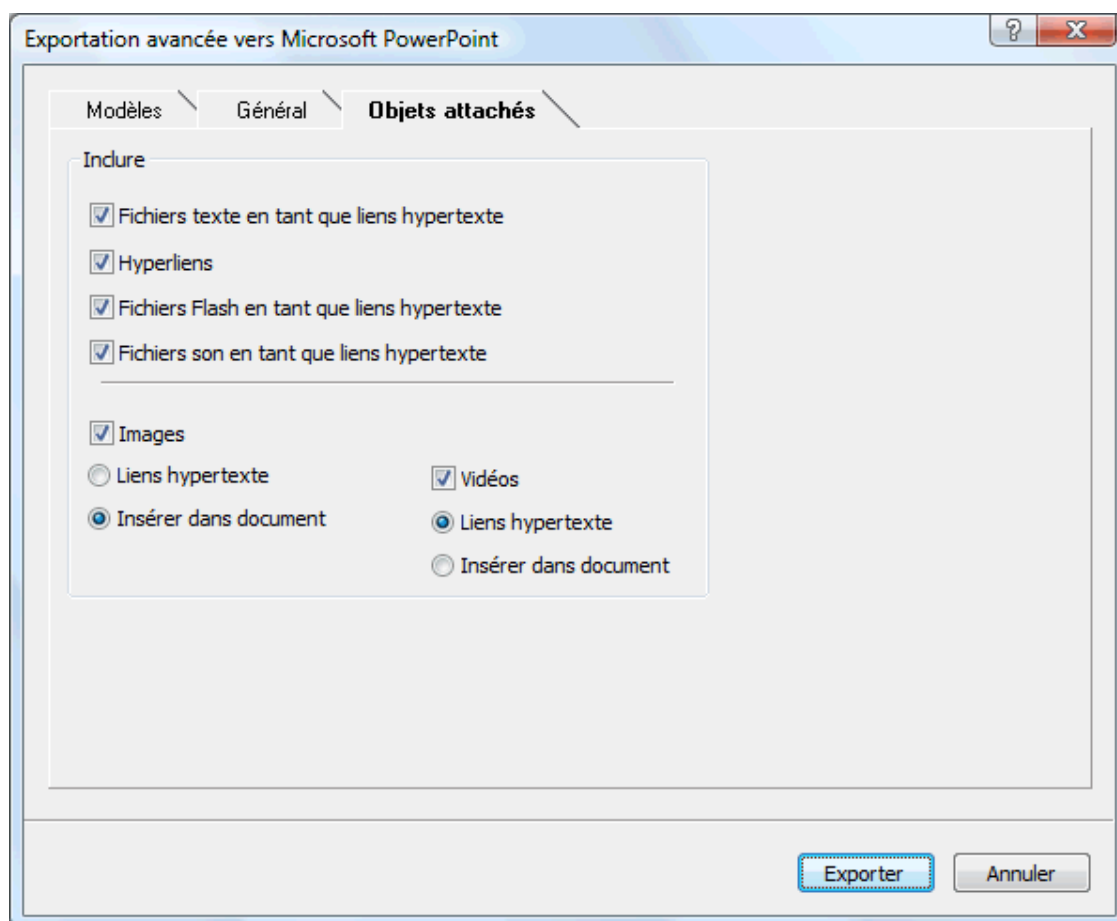 Exportation avancée vers Microsoft PowerPoint
Modèles Général Objets attachés
Inclure
Fichiers texte en tant que liens hypertexte
Hyperliens
Fichiers Flash en tant que liens hypertexte
Fichiers son en tant que liens hypertexte
Images
Liens hypertexte
Insérer dans document
Vidéos
Liens hypertexte
Insérer dans document
Exporter Annuler